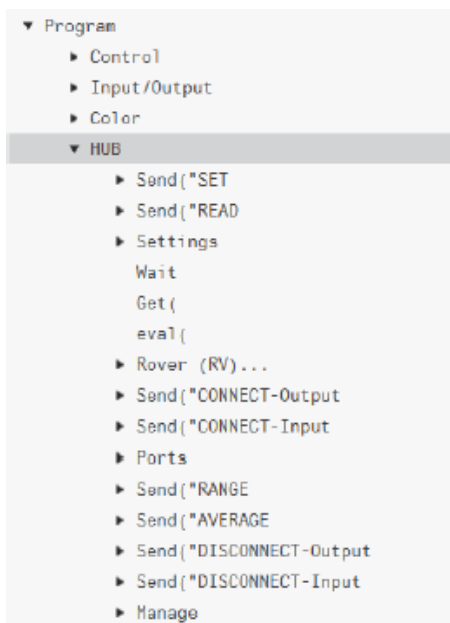 Program
Control
Input/Output
Color
HUB
Send("SET
Send("READ
Settings
Wait
Get(
eval(
Rover (RV)...
Send("CONNECT-Output
Send("CONNECT-Input
Ports
Send("RANGE
Send("AVERAGE
Send("DISCONNECT-Output
Send("DISCONNECT-Input
Manage